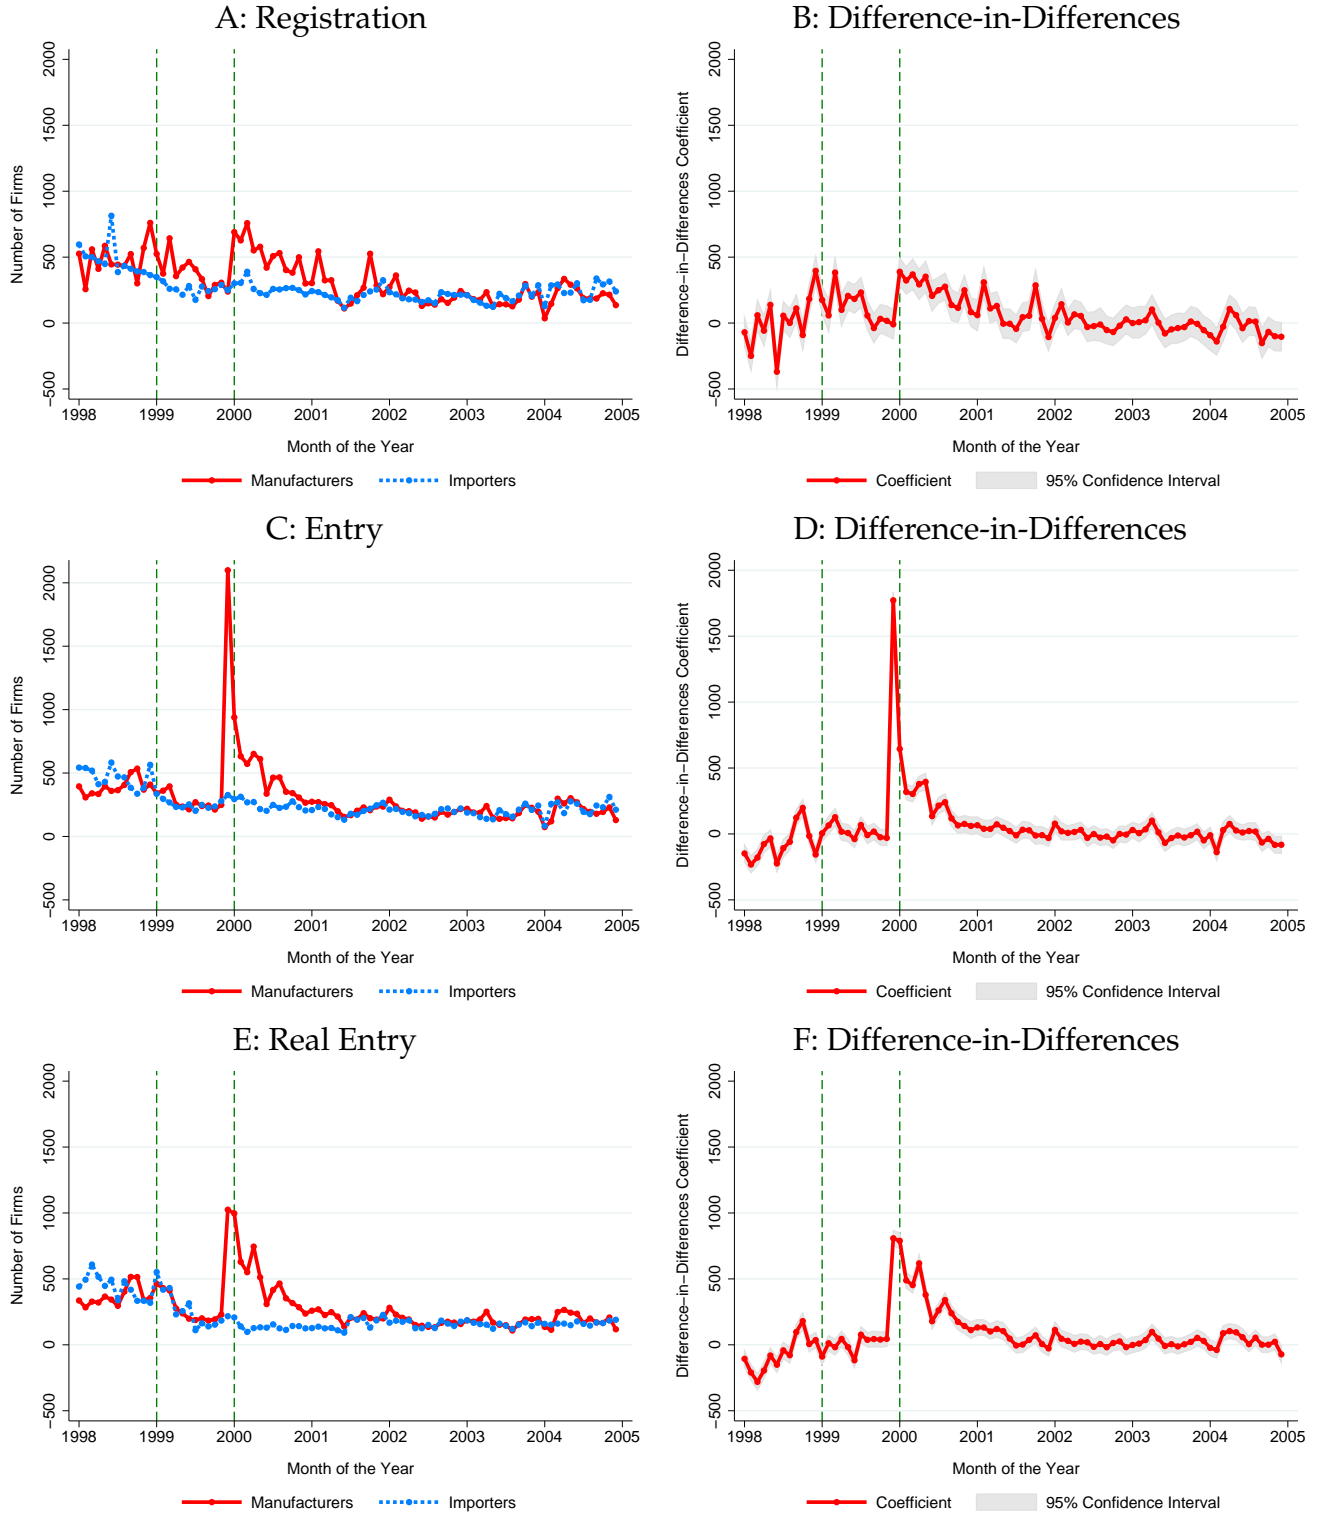 A: Registration
Number of Firms
2000
1500
1000
500
0
−500
1998 1999 2000 2001 2002 2003 2004 2005
Month of the Year
Manufacturers Importers
B: Difference-in-Differences
Difference−in−Differences Coefficient
2000
1500
1000
500
0
−500
1998 1999 2000 2001 2002 2003 2004 2005
Month of the Year
Coefficient 95% Confidence Interval
C: Entry
Number of Firms
2000
1500
1000
500
0
−500
1998 1999 2000 2001 2002 2003 2004 2005
Month of the Year
Manufacturers Importers
D: Difference-in-Differences
Difference−in−Differences Coefficient
2000
1500
1000
500
0
−500
1998 1999 2000 2001 2002 2003 2004 2005
Month of the Year
Coefficient 95% Confidence Interval
E: Real Entry
Number of Firms
2000
1500
1000
500
0
−500
1998 1999 2000 2001 2002 2003 2004 2005
Month of the Year
Manufacturers Importers
F: Difference-in-Differences
Difference−in−Differences Coefficient
2000
1500
1000
500
0
−500
1998 1999 2000 2001 2002 2003 2004 2005
Month of the Year
Coefficient 95% Confidence Interval